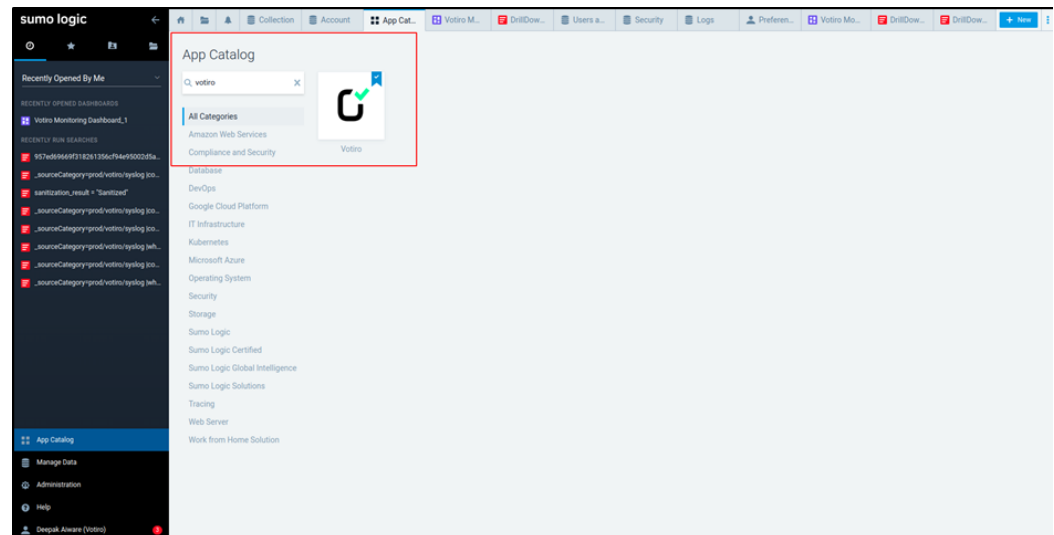 sumo logic
Collection
Account
App Cat...
Votiro M...
DrillDow...
Users a...
Security
Logs
Preferen...
Votiro Mo...
DrillDow...
DrillDow...
+ New
Recently Opened By Me
RECENTLY OPENED DASHBOARDS
Votiro Monitoring Dashboard_1
RECENTLY RUN SEARCHES
_sourceCategory=prod/votiro/syslog |co...
sanitization_result = "Sanitized"
_sourceCategory=prod/votiro/syslog |co...
_sourceCategory=prod/votiro/syslog |co...
_sourceCategory=prod/votiro/syslog |wh...
_sourceCategory=prod/votiro/syslog |co...
_sourceCategory=prod/votiro/syslog |wh...
App Catalog
Manage Data
Administration
Help
Deepak Aiware (Votiro)
3
App Catalog
votiro
All Categories
Amazon Web Services
Compliance and Security
Database
DevOps
Google Cloud Platform
IT Infrastructure
Kubernetes
Microsoft Azure
Operating System
Security
Storage
Sumo Logic
Sumo Logic Certified
Sumo Logic Global Intelligence
Sumo Logic Solutions
Tracing
Web Server
Work from Home Solution
Votiro